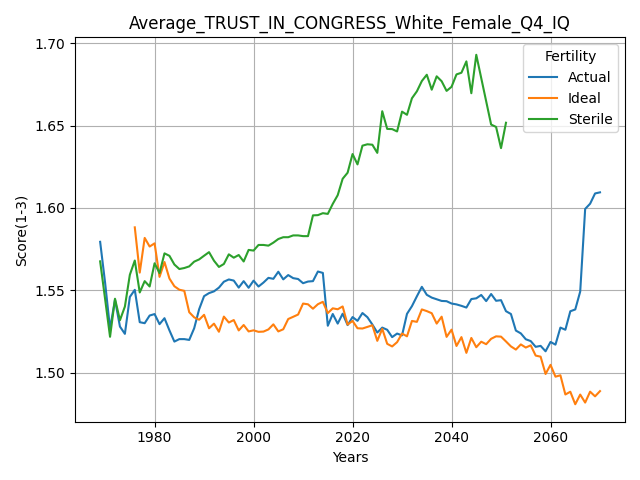 Average_TRUST_IN_CONGRESS_White_Female_Q4_IQ
Score(1-3)
1.70
1.65
1.60
1.55
1.50
Fertility
Actual
Ideal
Sterile
1980
2000
2020
2040
2060
Years